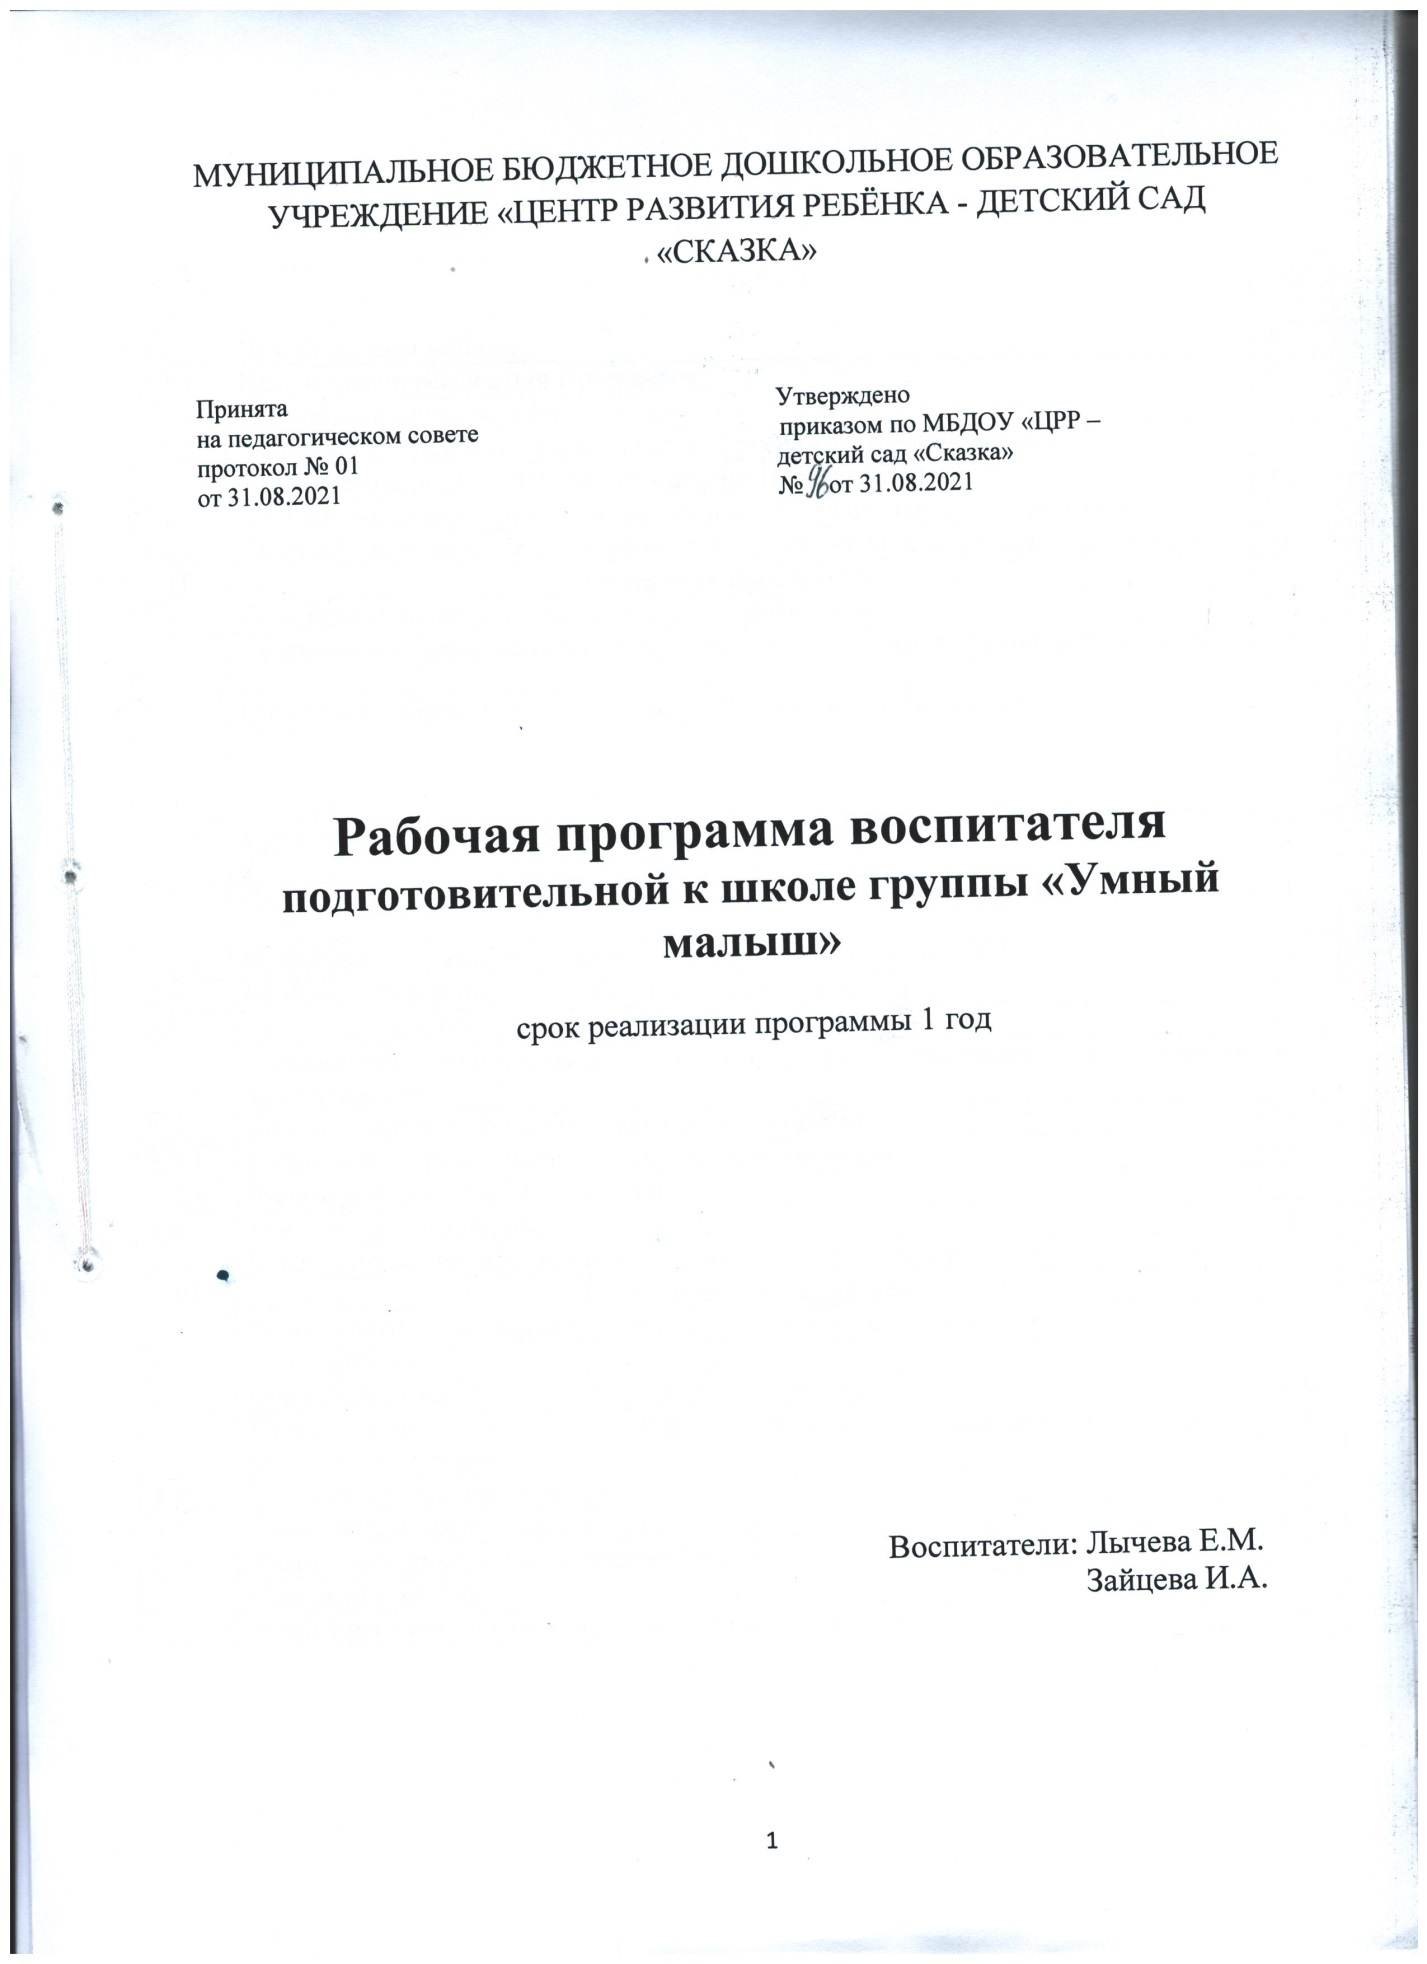 МУНИЦИПАЛЬНОЕ БЮДЖЕТНОЕ ДОШКОЛЬНОЕ ОБРАЗОВАТЕЛЬНОЕ
УЧРЕЖДЕНИЕ «ЦЕНТР РАЗВИТИЯ РЕБЁНКА - ДЕТСКИЙ САД
«СКАЗКА»
Принята
на педагогическом совете
протокол № 01
от 31.08.2021
Утверждено
приказом по МБДОУ «ЦРР –
детский сад «Сказка»
№ 96 от 31.08.2021
Рабочая программа воспитателя
подготовительной к школе группы «Умный
малыш»
срок реализации программы 1 год
Воспитатели: Лычева Е.М.
Зайцева И.А.
1